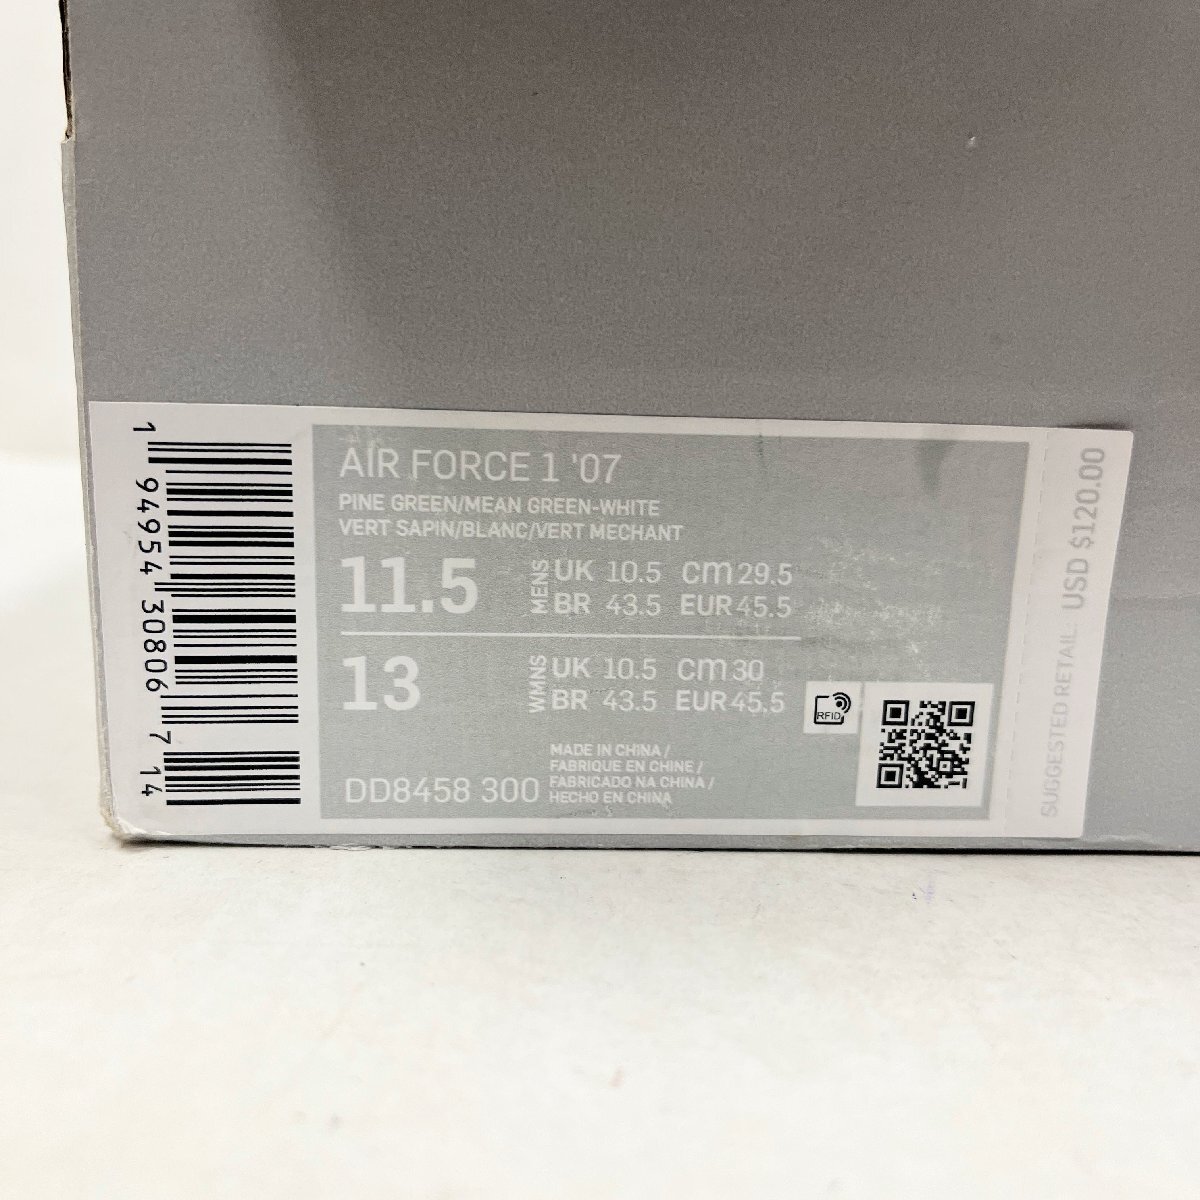 1 94954 30806 7 14
AIR FORCE 1 '07
PINE GREEN/MEAN GREEN-WHITE
VERT SAPIN/BLANC/VERT MECHANT
11.5 MENS UK 10.5 cm 29.5
BR 43.5 EUR 45.5
13 WMNS UK 10.5 cm 30
BR 43.5 EUR 45.5
RFID
DD8458 300
MADE IN CHINA /
FABRIQUE EN CHINE /
FABRICADO NA CHINA /
HECHO EN CHINA
SUGGESTED RETAIL: USD $120.00